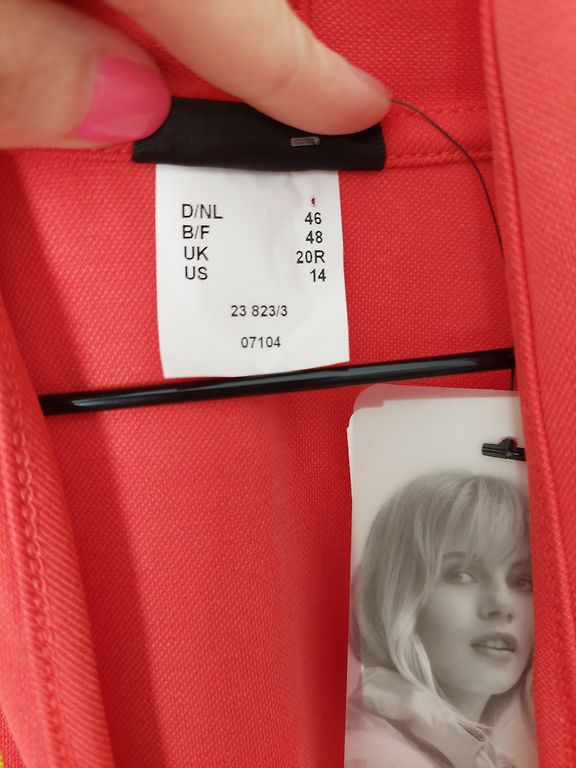 D/NL 46
B/F 48
UK 20R
US 14
23 823/3
07104